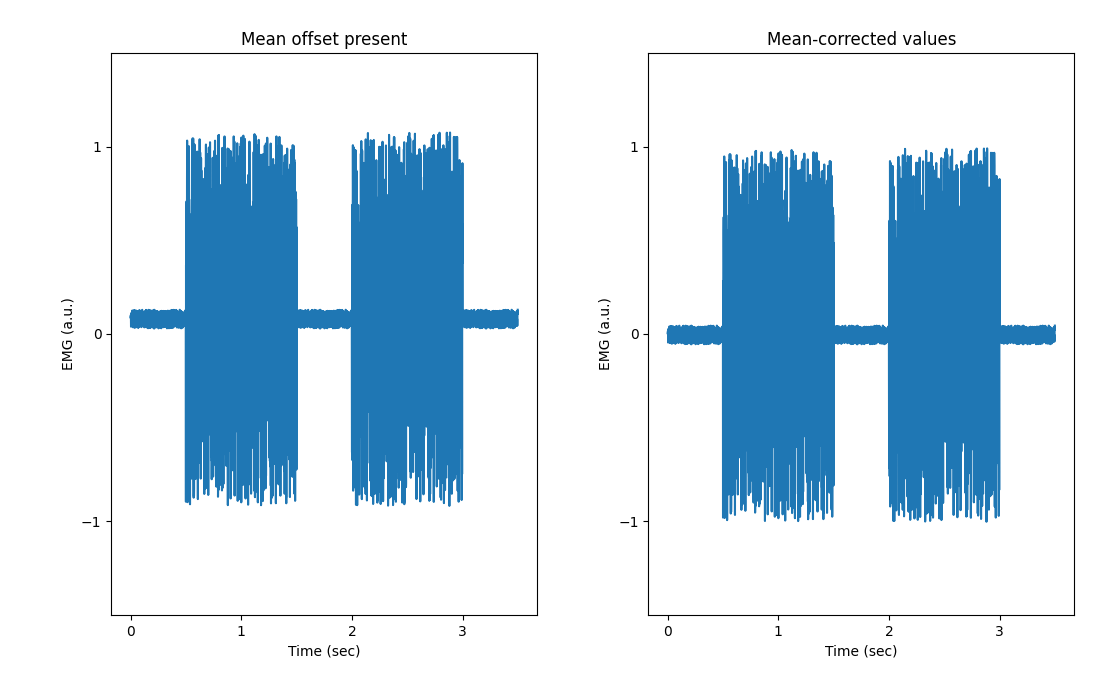 Mean offset present
EMG (a.u.)
1
0
−1
0 1 2 3
Time (sec)
Mean-corrected values
EMG (a.u.)
1
0
−1
0 1 2 3
Time (sec)